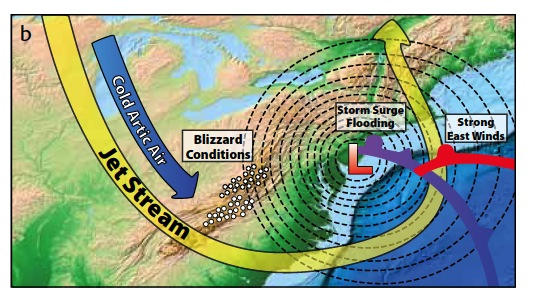 b
Cold Artic Air
Jet Stream
Blizzard
Conditions
Storm Surge
Flooding
Strong
East Winds
L